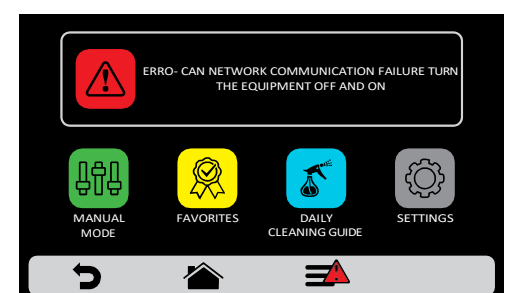 ERRO- CAN NETWORK COMMUNICATION FAILURE TURN
THE EQUIPMENT OFF AND ON
MANUAL
MODE
FAVORITES
DAILY
CLEANING GUIDE
SETTINGS